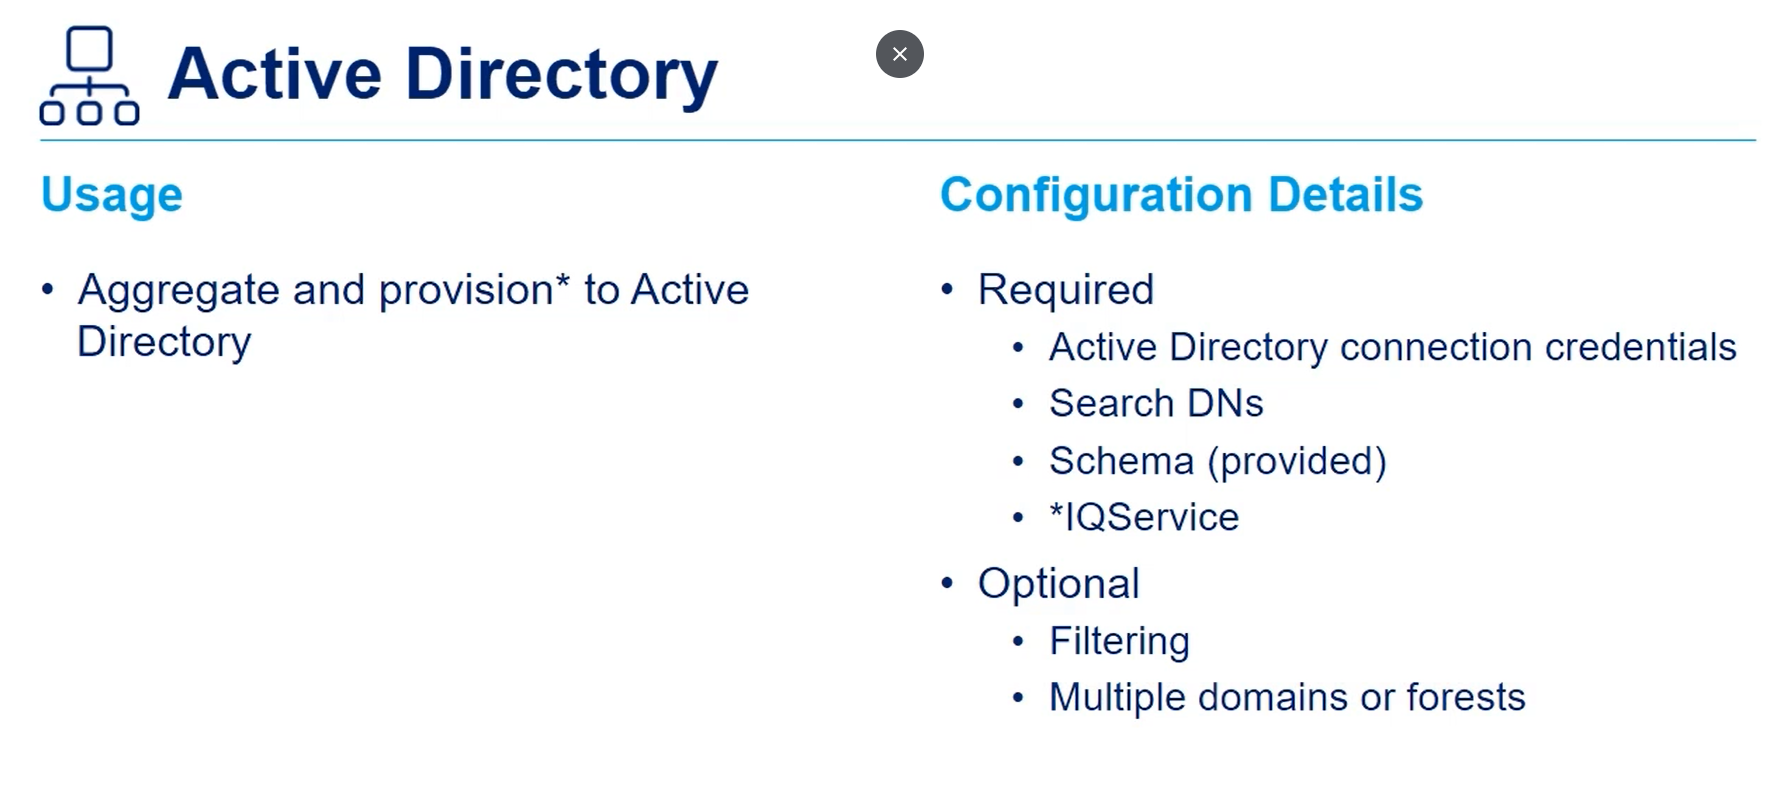 Active Directory
Usage
• Aggregate and provision* to Active
Directory
Configuration Details
• Required
• Active Directory connection credentials
• Search DNs
• Schema (provided)
• *IQService
• Optional
• Filtering
• Multiple domains or forests